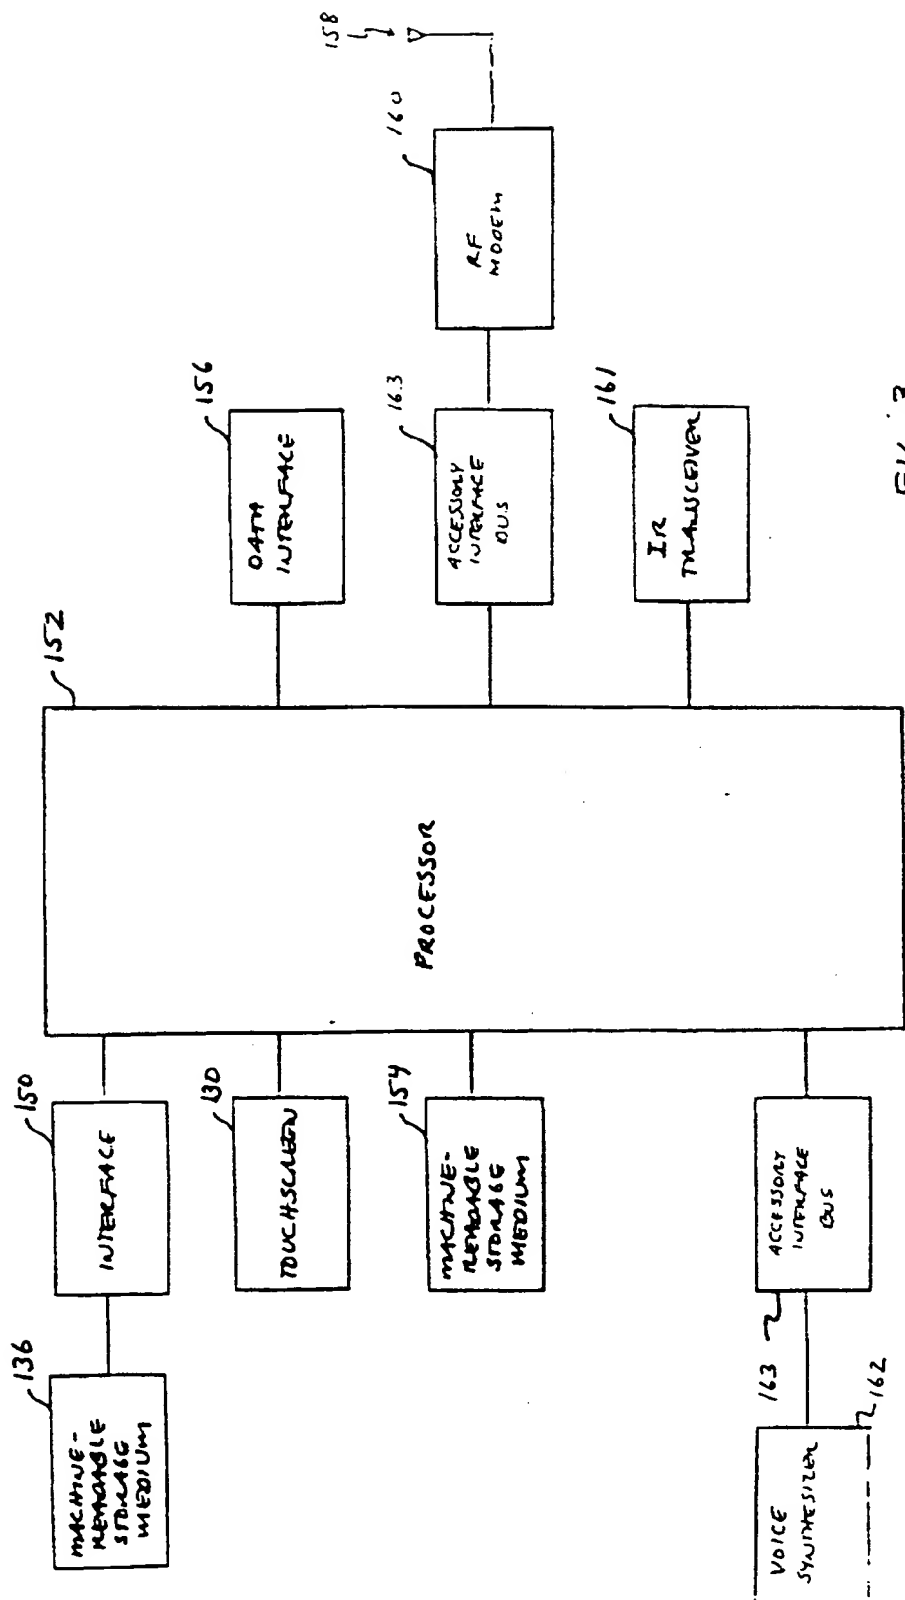 136
MACHINE-
READABLE
STORAGE
MEDIUM
150
INTERFACE
130
TOUCHSCREEN
154
MACHINE-
READABLE
STORAGE
MEDIUM
VOICE
SYNTHESIZER
162
163
ACCESSORY
INTERFACE
BUS
152
PROCESSOR
156
DATA
INTERFACE
163
ACCESSORY
INTERFACE
BUS
161
IR
TRANSCEIVER
160
RF
MODEM
158